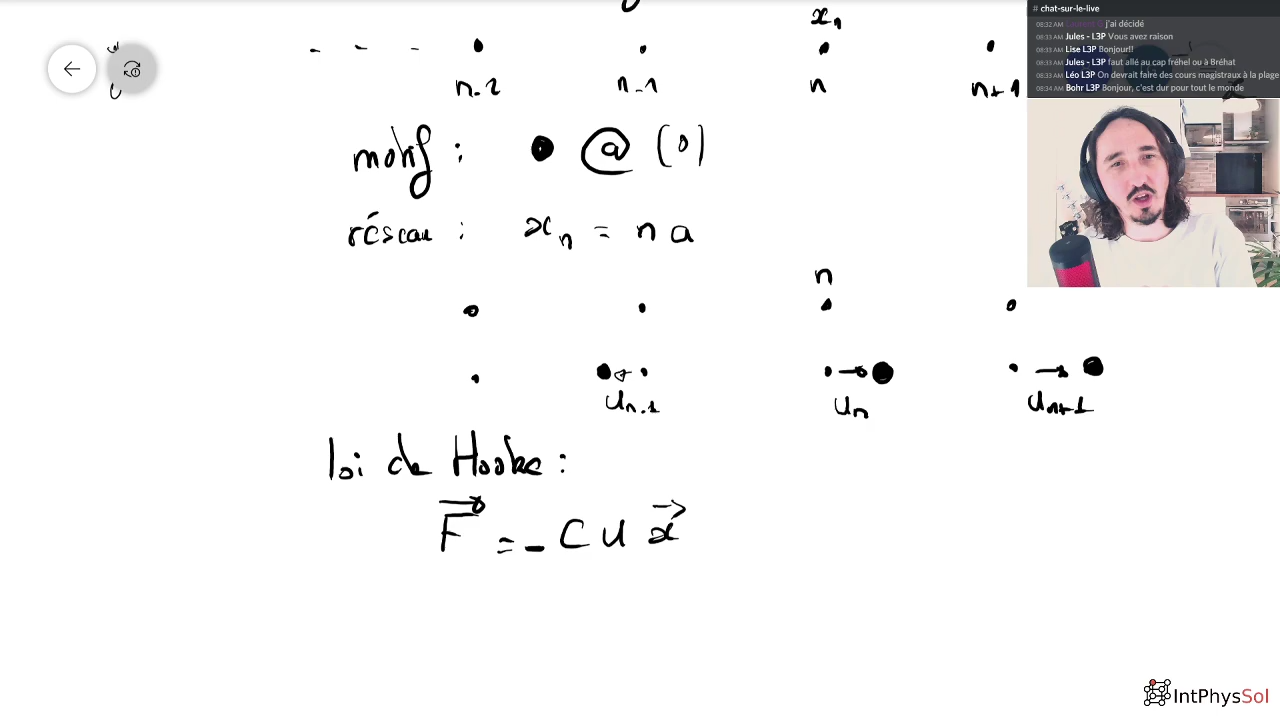 # chat-sur-le-live
08:32 AM Laurent G j'ai décidé
08:33 AM Jules - L3P Vous avez raison
08:33 AM Lise L3P Bonjour!!
08:33 AM Jules - L3P faut allé au cap fréhel ou à Bréhat
08:33 AM Léo L3P On devrait faire des cours magistraux à la plage
08:34 AM Bohr L3P Bonjour, c'est dur pour tout le monde
xₙ
n-2 n-1 n n+1
motif : @ (0)
réseau : xₙ = n a
n
uₙ₋₁ uₙ uₙ₊₁
loi de Hooke :
F⃗ = - C u x⃗
IntPhysSol